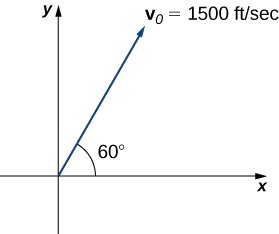 y
v₀ = 1500 ft/sec
60°
x